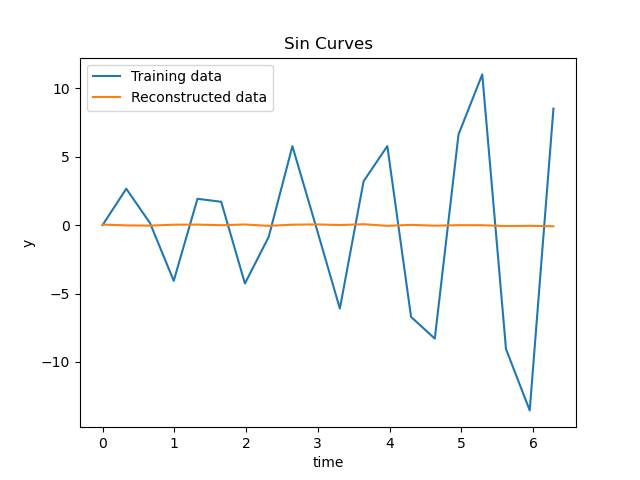 Sin Curves
Training data
Reconstructed data
10
5
0
−5
−10
y
0 1 2 3 4 5 6
time